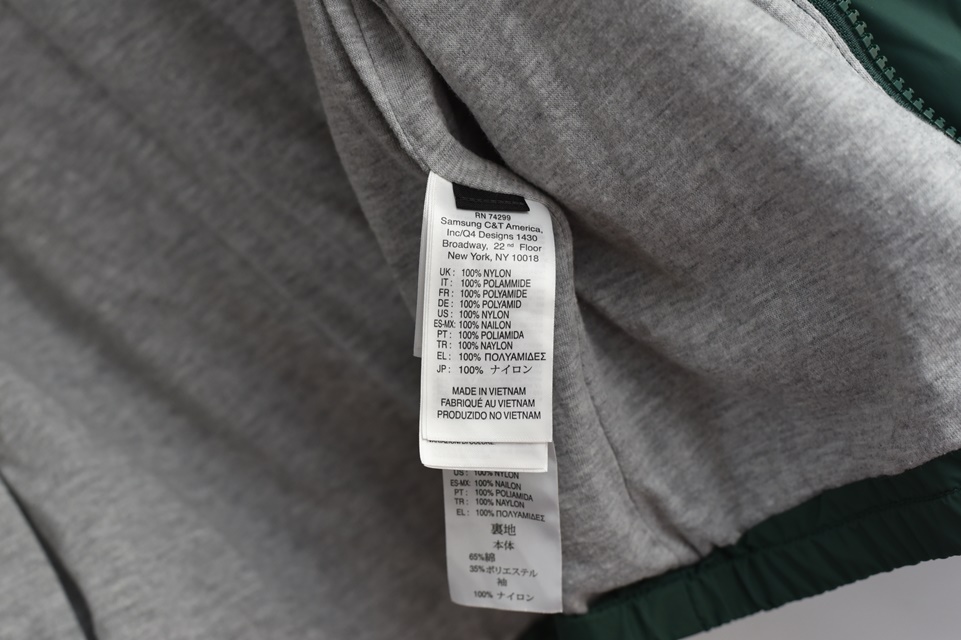 RN 74299
Samsung C&T America,
Inc/Q4 Designs 1430
Broadway, 22nd Floor
New York, NY 10018
UK: 100% NYLON
IT: 100% POLAMMIDE
FR: 100% POLYAMIDE
DE: 100% POLYAMID
US: 100% NYLON
ES-MX: 100% NAILON
PT: 100% POLIAMIDA
TR: 100% NAYLON
EL: 100% ΠΟΛΥΑΜΙΔΕΣ
JP: 100% ナイロン
MADE IN VIETNAM
FABRIQUÉ AU VIETNAM
PRODUZIDO NO VIETNAM
US: 100% NYLON
ES-MX: 100% NAILON
PT: 100% POLIAMIDA
TR: 100% NAYLON
EL: 100% ΠΟΛΥΑΜΙΔΕΣ
裏地
本体
65%綿
35%ポリエステル
袖
100% ナイロン